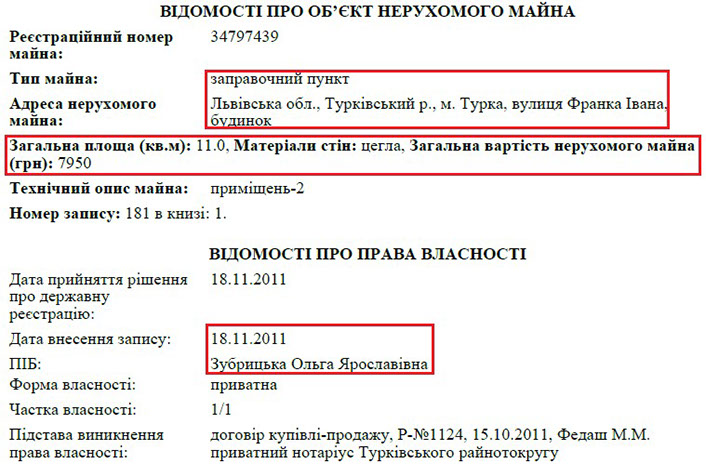 ВІДОМОСТІ ПРО ОБ’ЄКТ НЕРУХОМОГО МАЙНА
Реєстраційний номер майна: 34797439
Тип майна: заправочний пункт
Адреса нерухомого майна: Львівська обл., Турківський р., м. Турка, вулиця Франка Івана, будинок
Загальна площа (кв.м): 11.0, Матеріали стін: цегла, Загальна вартість нерухомого майна
(грн): 7950
Технічний опис майна: приміщень-2
Номер запису: 181 в книзі: 1.
ВІДОМОСТІ ПРО ПРАВА ВЛАСНОСТІ
Дата прийняття рішення про державну реєстрацію: 18.11.2011
Дата внесення запису: 18.11.2011
ПІБ: Зубрицька Ольга Ярославівна
Форма власності: приватна
Частка власності: 1/1
Підстава виникнення права власності: договір купівлі-продажу, Р-№1124, 15.10.2011, Федаш М.М. приватний нотаріус Турківського райнотокругу